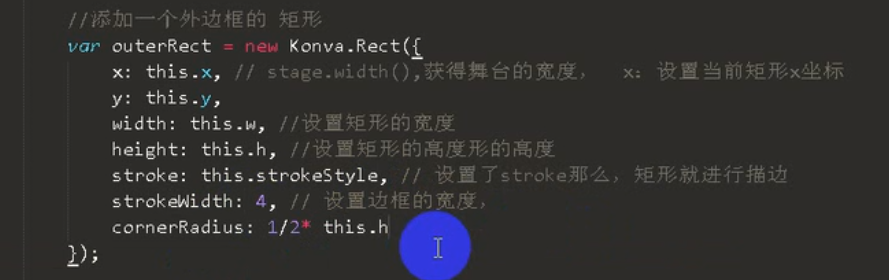 //添加一个外边框的 矩形
var outerRect = new Konva.Rect({
x: this.x, // stage.width(),获得舞台的宽度， x：设置当前矩形x坐标
y: this.y,
width: this.w, //设置矩形的宽度
height: this.h, //设置矩形的高度形的高度
stroke: this.strokeStyle, // 设置了stroke那么，矩形就进行描边
strokeWidth: 4, // 设置边框的宽度，
cornerRadius: 1/2* this.h
});